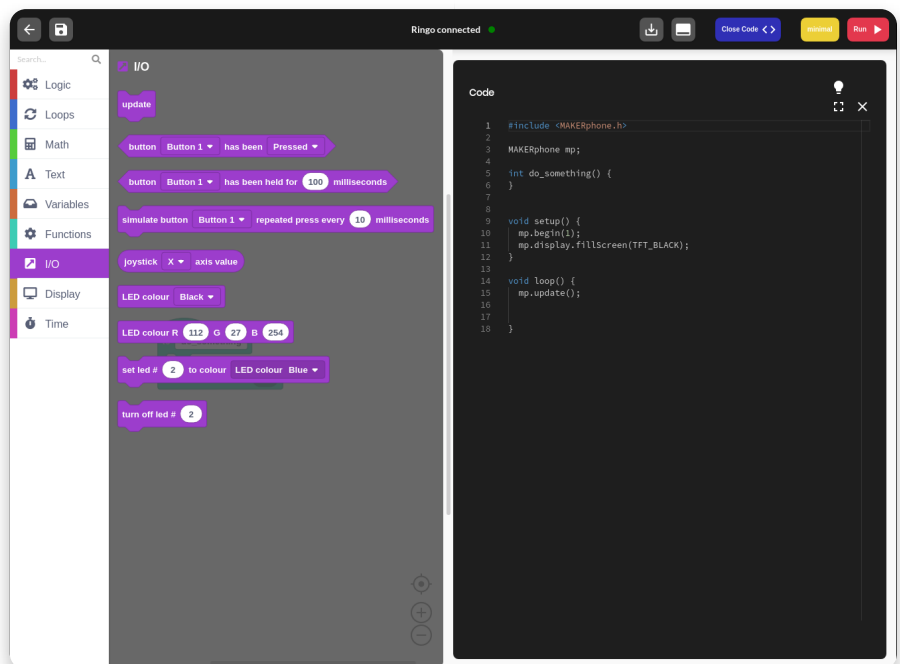 Ringo connected
Close Code
minimal
Run
Search...
Logic
Loops
Math
Text
Variables
Functions
I/O
Display
Time
I/O
update
button Button 1 has been Pressed
button Button 1 has been held for 100 milliseconds
simulate button Button 1 repeated press every 10 milliseconds
joystick X axis value
LED colour Black
LED colour R 112 G 27 B 254
set led # 2 to colour LED colour Blue
turn off led # 2
Code
1 #include <MAKERphone.h>
2
3 MAKERphone mp;
4
5 int do_something() {
6 }
7
8
9 void setup() {
10 mp.begin(1);
11 mp.display.fillScreen(TFT_BLACK);
12 }
13
14 void loop() {
15 mp.update();
16
17
18 }